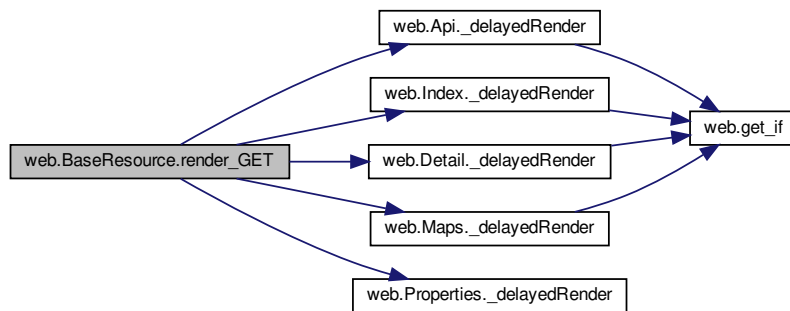 web.Api._delayedRender
web.Index._delayedRender
web.get_if
web.BaseResource.render_GET
web.Detail._delayedRender
web.Maps._delayedRender
web.Properties._delayedRender